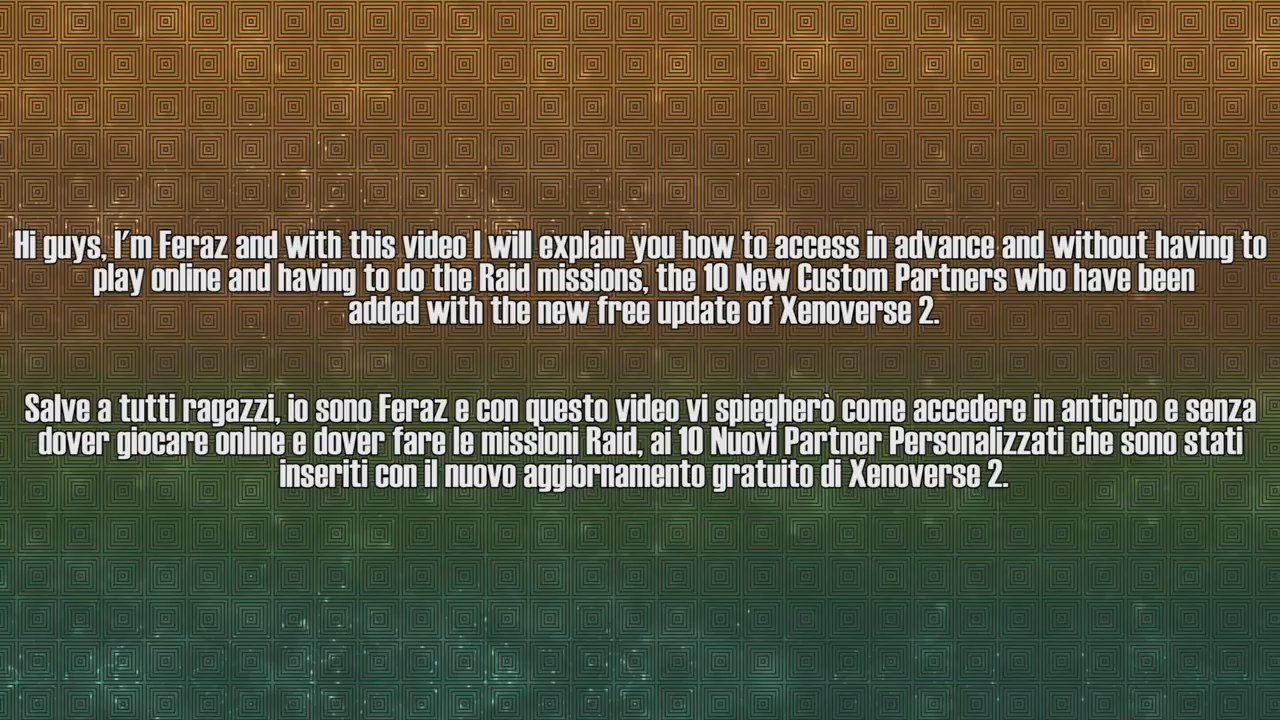 Hi guys, I'm Feraz and with this video I will explain you how to access in advance and without having to
play online and having to do the Raid missions, the 10 New Custom Partners who have been
added with the new free update of Xenoverse 2.
Salve a tutti ragazzi, io sono Feraz e con questo video vi spiegherò come accedere in anticipo e senza
dover giocare online e dover fare le missioni Raid, ai 10 Nuovi Partner Personalizzati che sono stati
inseriti con il nuovo aggiornamento gratuito di Xenoverse 2.